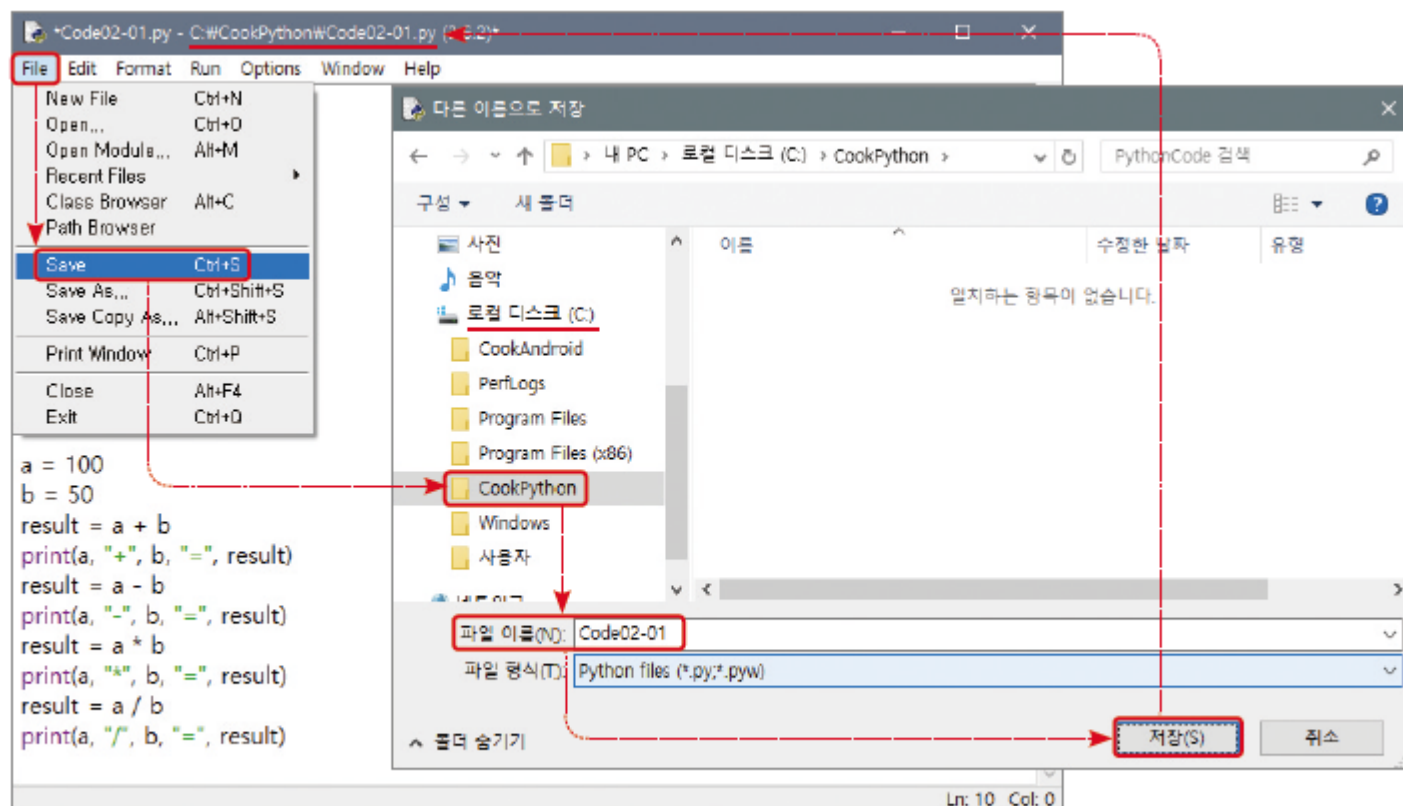 *Code02-01.py - C:\CookPython\Code02-01.py (3.6.2)*
File Edit Format Run Options Window Help
New File Ctrl+N
Open... Ctrl+O
Open Module... Alt+M
Recent Files
Class Browser Alt+C
Path Browser
Save Ctrl+S
Save As... Ctrl+Shift+S
Save Copy As... Alt+Shift+S
Print Window Ctrl+P
Close Alt+F4
Exit Ctrl+Q
a = 100
b = 50
result = a + b
print(a, "+", b, "=", result)
result = a - b
print(a, "-", b, "=", result)
result = a * b
print(a, "*", b, "=", result)
result = a / b
print(a, "/", b, "=", result)
다른 이름으로 저장
내 PC > 로컬 디스크 (C:) > CookPython >
PythonCode 검색
구성 새 폴더
사진
음악
로컬 디스크 (C:)
CookAndroid
PerfLogs
Program Files
Program Files (x86)
CookPython
Windows
사용자
이름 수정한 날짜 유형
일치하는 항목이 없습니다.
파일 이름(N): Code02-01
파일 형식(T): Python files (*.py;*.pyw)
폴더 숨기기
저장(S) 취소
Ln: 10 Col: 0